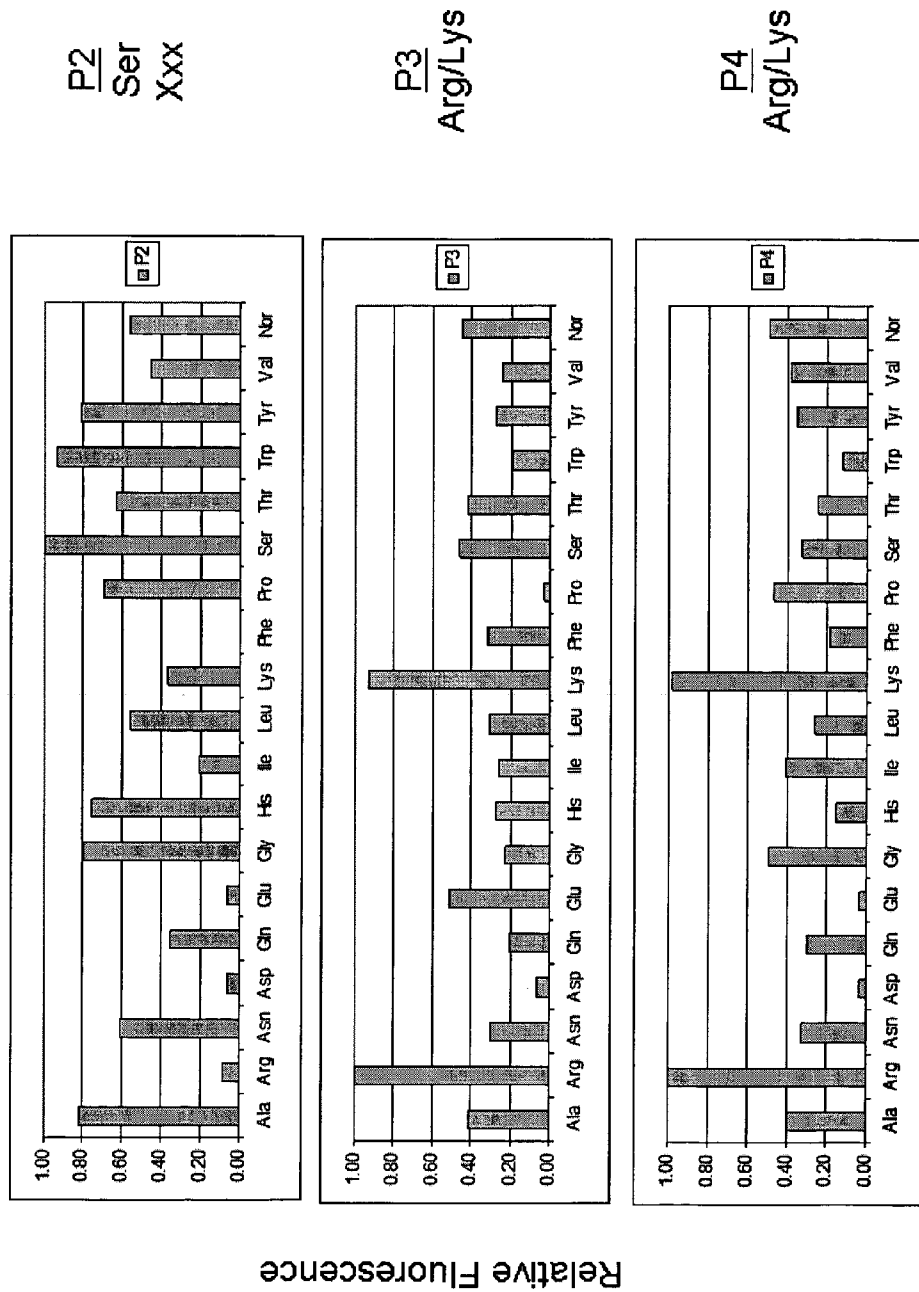 Relative Fluorescence
1.00
0.80
0.60
0.40
0.20
0.00
Ala Arg Asn Asp Gln Glu Gly His Ile Leu Lys Phe Pro Ser Thr Trp Tyr Val Nor
P2
P2
Ser
Xxx
1.00
0.80
0.60
0.40
0.20
0.00
Ala Arg Asn Asp Gln Glu Gly His Ile Leu Lys Phe Pro Ser Thr Trp Tyr Val Nor
P3
P3
Arg/Lys
1.00
0.80
0.60
0.40
0.20
0.00
Ala Arg Asn Asp Gln Glu Gly His Ile Leu Lys Phe Pro Ser Thr Trp Tyr Val Nor
P4
P4
Arg/Lys